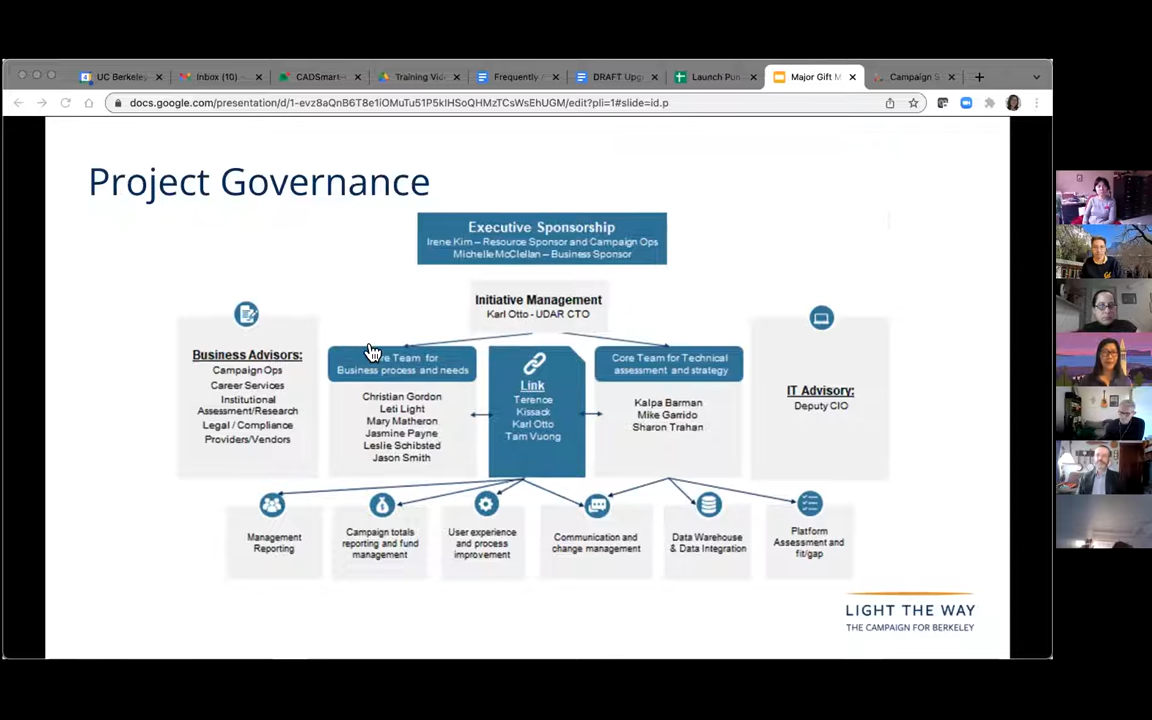 UC Berkeley
Inbox (10)
CADSmart
Training Vid
Frequently
DRAFT Upg
Launch Pun
Major Gift M
Campaign S
docs.google.com/presentation/d/1-evz8aQnB6T8e1iOMuTu51P5kIHSoQHMzTCsWsEhUGM/edit?pli=1#slide=id.p
Project Governance
Executive Sponsorship
Irene Kim – Resource Sponsor and Campaign Ops
Michelle McClellan – Business Sponsor
Initiative Management
Karl Otto - UDAR CTO
Business Advisors:
Campaign Ops
Career Services
Institutional
Assessment/Research
Legal / Compliance
Providers/Vendors
re Team for
Business process and needs
Christian Gordon
Leti Light
Mary Matheron
Jasmine Payne
Leslie Schibsted
Jason Smith
Link
Terence
Kissack
Karl Otto
Tam Vuong
Core Team for Technical
assessment and strategy
Kalpa Barman
Mike Garrido
Sharon Trahan
IT Advisory:
Deputy CIO
Management
Reporting
Campaign totals
reporting and fund
management
User experience
and process
improvement
Communication and
change management
Data Warehouse
& Data Integration
Platform
Assessment and
fit/gap
LIGHT THE WAY
THE CAMPAIGN FOR BERKELEY